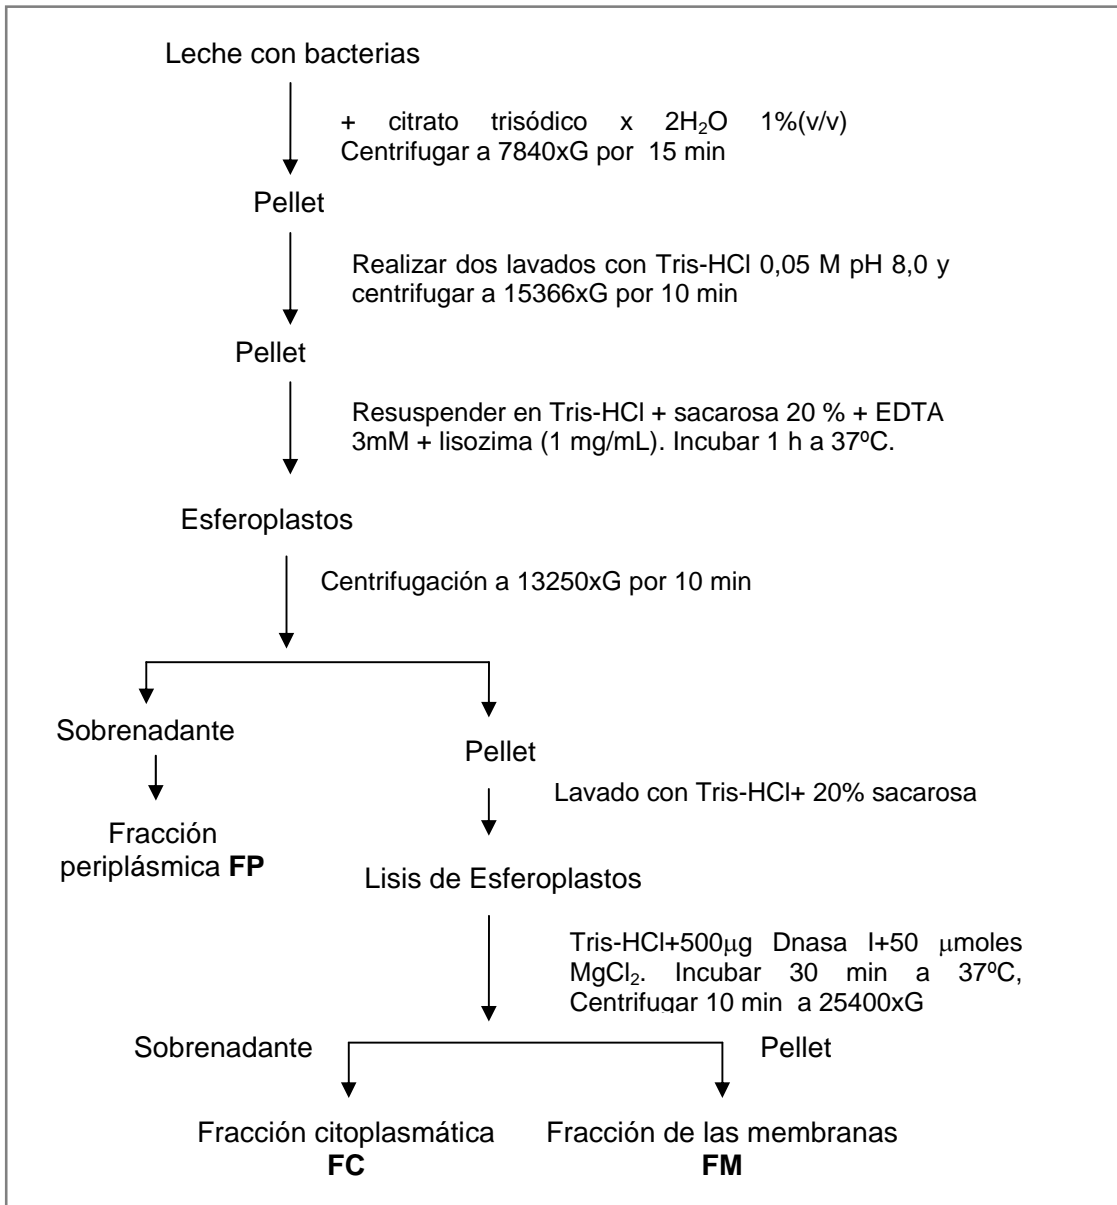 Leche con bacterias
+ citrato trisódico x 2H₂O 1%(v/v)
Centrifugar a 7840xG por 15 min
Pellet
Realizar dos lavados con Tris-HCl 0,05 M pH 8,0 y
centrifugar a 15366xG por 10 min
Pellet
Resuspender en Tris-HCl + sacarosa 20 % + EDTA
3mM + lisozima (1 mg/mL). Incubar 1 h a 37ºC.
Esferoplastos
Centrifugación a 13250xG por 10 min
Sobrenadante
Pellet
Lavado con Tris-HCl+ 20% sacarosa
Fracción
periplásmica FP
Lisis de Esferoplastos
Tris-HCl+500μg Dnasa I+50 μmoles
MgCl₂. Incubar 30 min a 37ºC,
Centrifugar 10 min a 25400xG
Sobrenadante
Pellet
Fracción citoplasmática
FC
Fracción de las membranas
FM